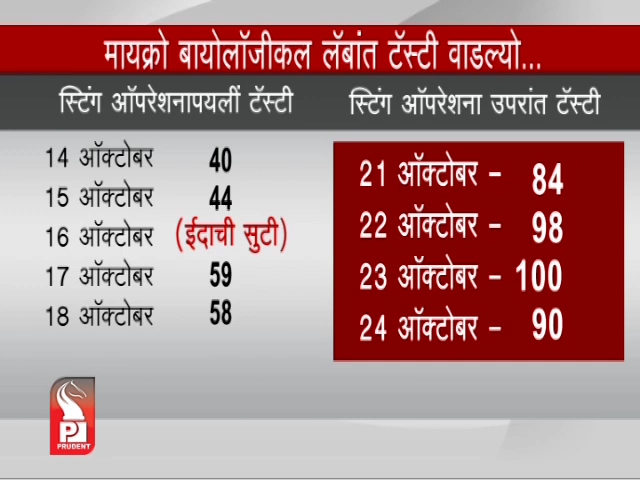 मायक्रो बायोलॉजीकल लॅबांत टॅस्टी वाडल्यो...
स्टिंग ऑपरेशनापयलीं टॅस्टी
14 ऑक्टोबर 40
15 ऑक्टोबर 44
16 ऑक्टोबर (ईदाची सुटी)
17 ऑक्टोबर 59
18 ऑक्टोबर 58
स्टिंग ऑपरेशना उपरांत टॅस्टी
21 ऑक्टोबर - 84
22 ऑक्टोबर - 98
23 ऑक्टोबर - 100
24 ऑक्टोबर - 90
PRUDENT